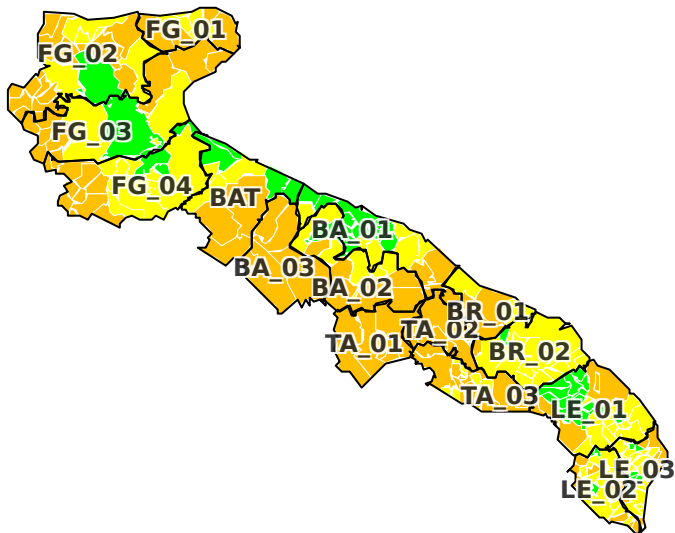 FG_01
FG_02
FG_03
FG_04
BAT
BA_01
BA_03
BA_02
BR_01
TA_02
TA_01
BR_02
TA_03
LE_01
LE_03
LE_02